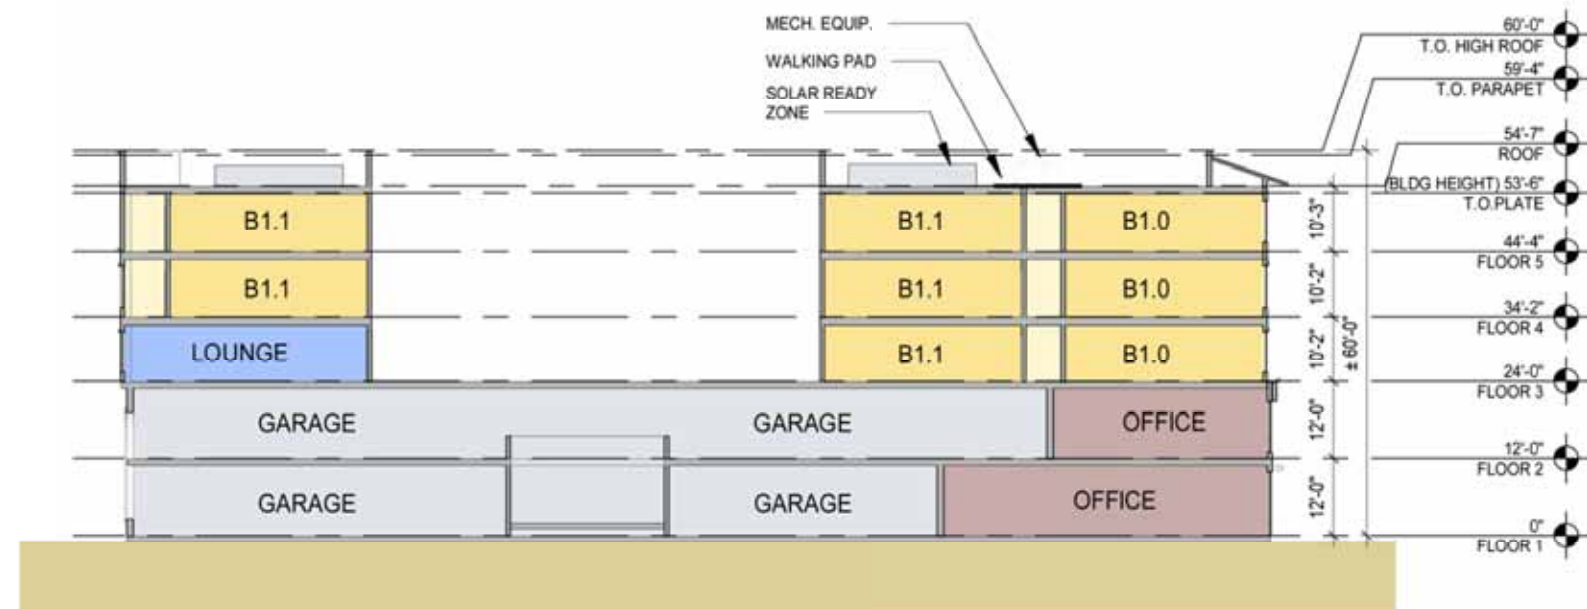 MECH. EQUIP.
WALKING PAD
SOLAR READY
ZONE
60'-0"
T.O. HIGH ROOF
59'-4"
T.O. PARAPET
54'-7"
ROOF
(BLDG HEIGHT) 53'-6"
T.O.PLATE
B1.1 B1.1 B1.0 10'-3"
44'-4"
FLOOR 5
B1.1 B1.1 B1.0 10'-2"
34'-2"
FLOOR 4
LOUNGE B1.1 B1.0 10'-2" ± 60'-0"
24'-0"
FLOOR 3
GARAGE GARAGE OFFICE 12'-0"
12'-0"
FLOOR 2
GARAGE GARAGE OFFICE 12'-0"
0"
FLOOR 1